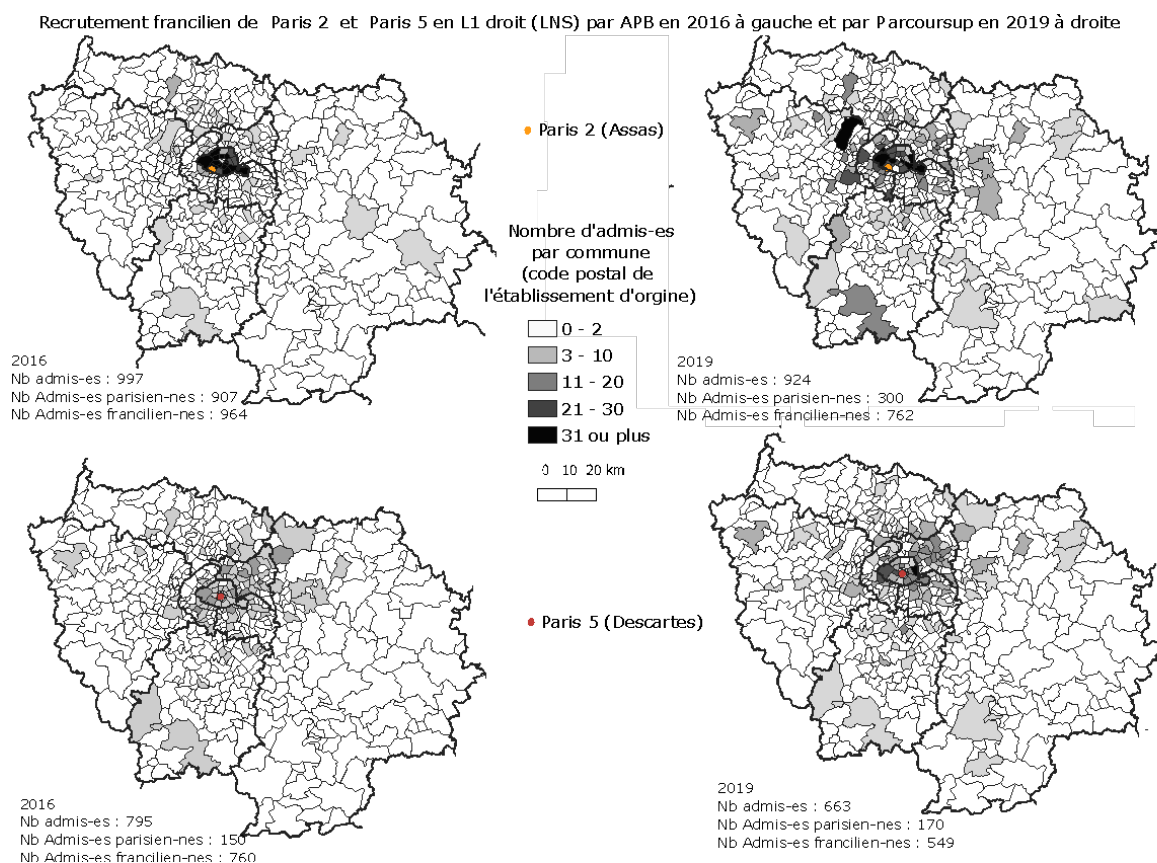 Recrutement francilien de Paris 2 et Paris 5 en L1 droit (LNS) par APB en 2016 à gauche et par Parcoursup en 2019 à droite
Paris 2 (Assas)
Nombre d'admis-es
par commune
(code postal de
l'établissement d'orgine)
0 - 2
3 - 10
11 - 20
21 - 30
31 ou plus
0 10 20 km
2016
Nb admis-es : 997
Nb Admis-es parisien-nes : 907
Nb Admis-es francilien-nes : 964
2019
Nb admis-es : 924
Nb Admis-es parisien-nes : 300
Nb Admis-es francilien-nes : 762
Paris 5 (Descartes)
2016
Nb admis-es : 795
Nb Admis-es parisien-nes : 150
Nb Admis-es francilien-nes : 760
2019
Nb admis-es : 663
Nb Admis-es parisien-nes : 170
Nb Admis-es francilien-nes : 549